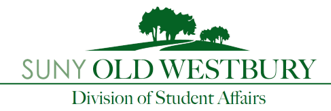 SUNY OLD WESTBURY
Division of Student Affairs